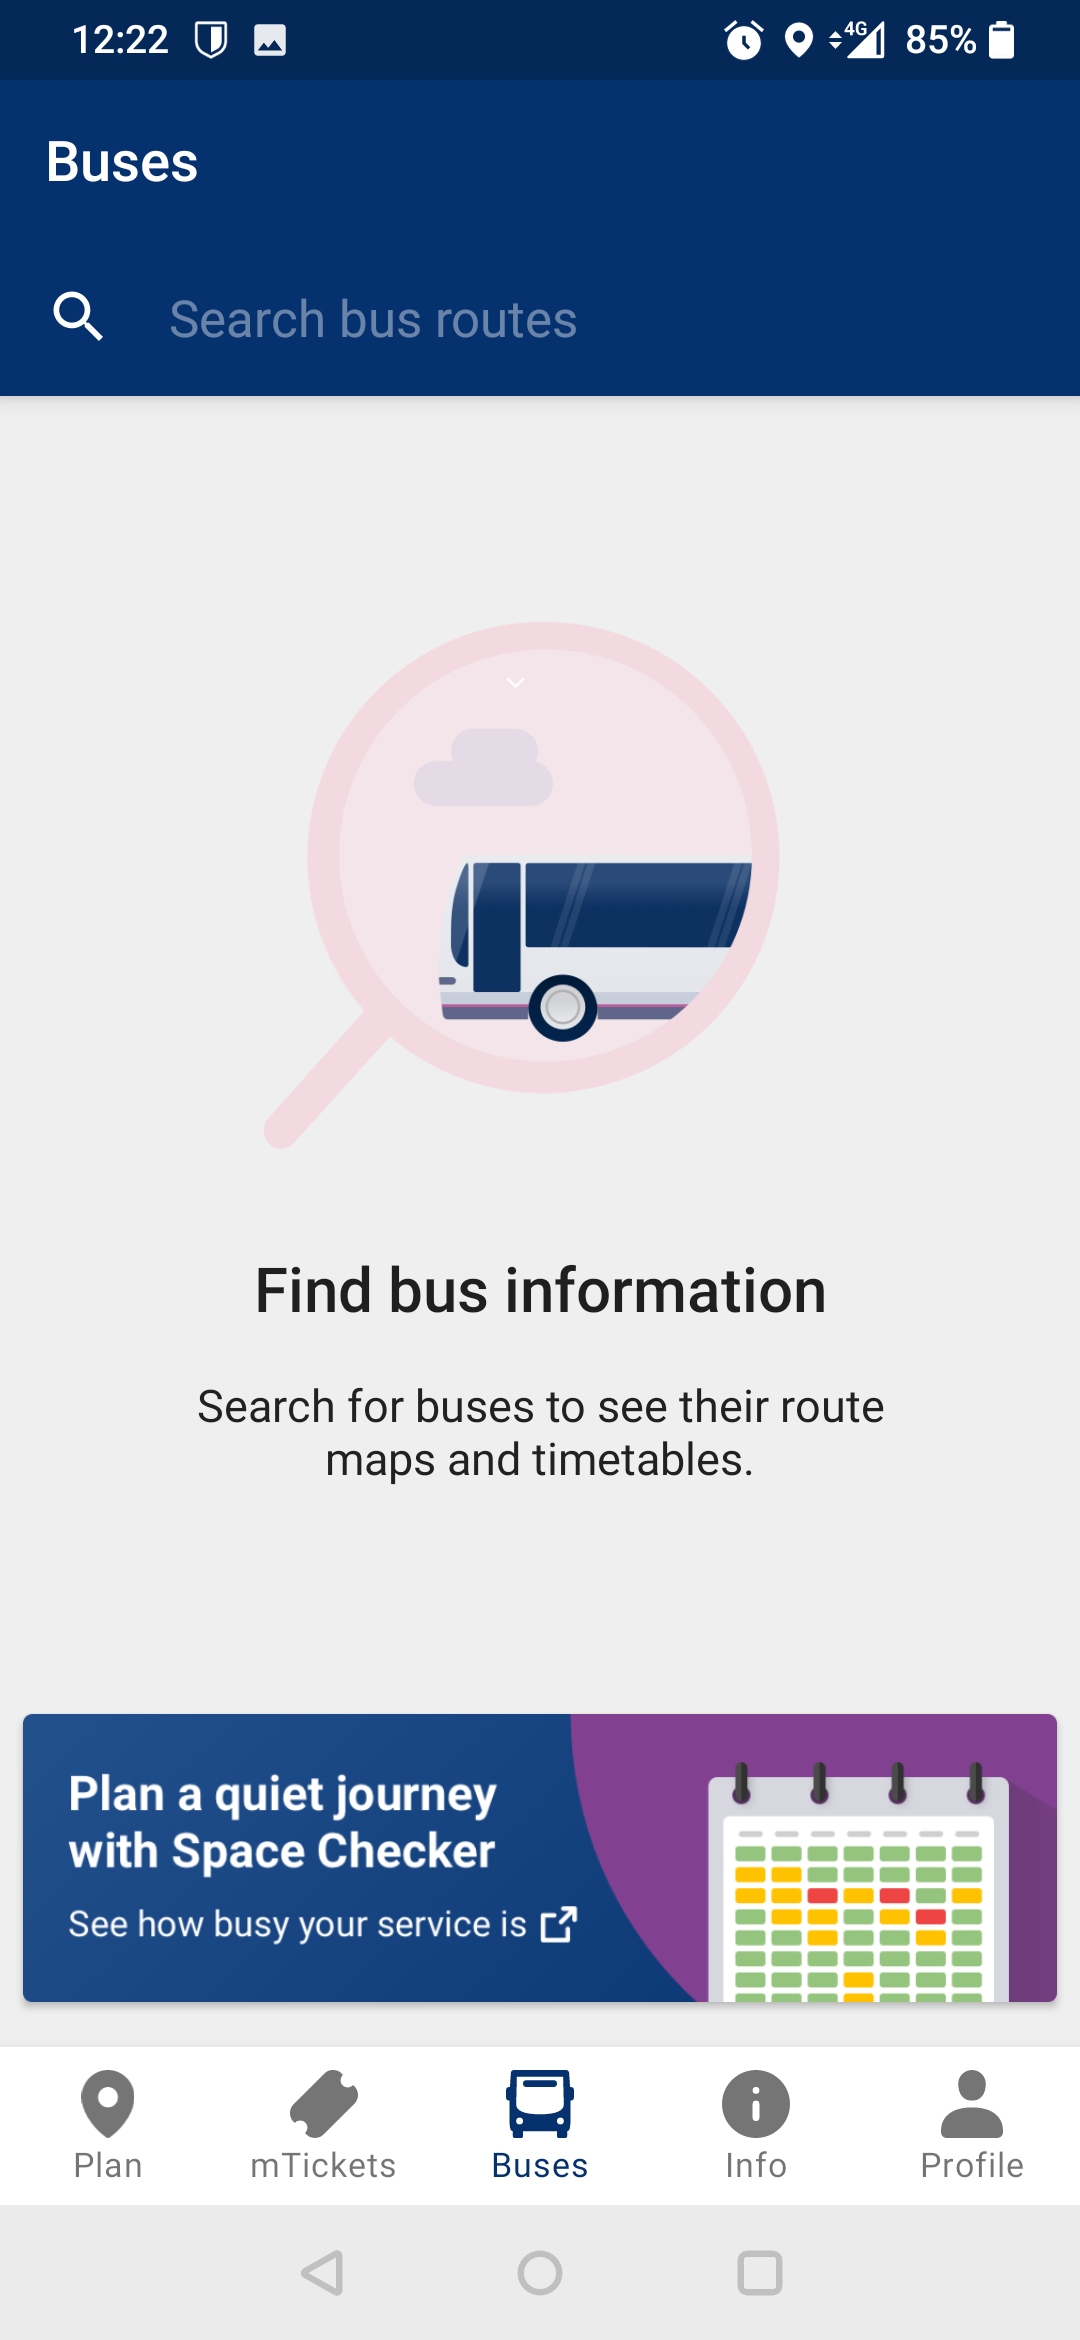 12:22
4G
85%
Buses
Search bus routes
Find bus information
Search for buses to see their route
maps and timetables.
Plan a quiet journey
with Space Checker
See how busy your service is
Plan
mTickets
Buses
Info
Profile